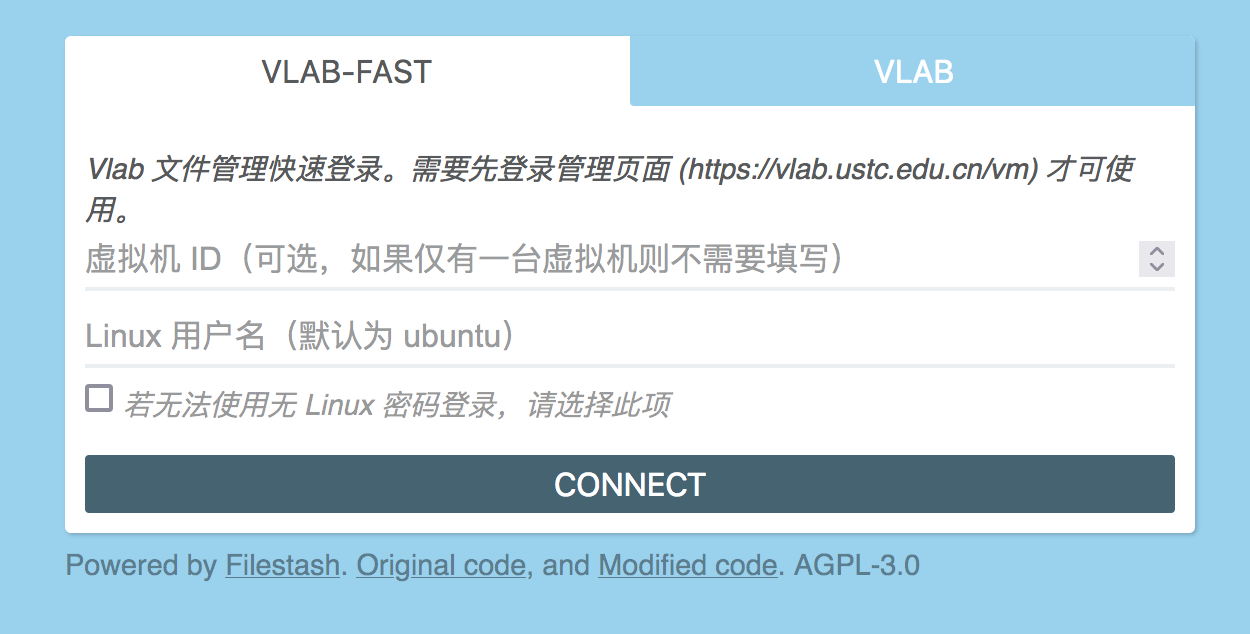 VLAB-FAST
VLAB
Vlab 文件管理快速登录。需要先登录管理页面 (https://vlab.ustc.edu.cn/vm) 才可使
用。
虚拟机 ID（可选，如果仅有一台虚拟机则不需要填写）
Linux 用户名（默认为 ubuntu）
若无法使用无 Linux 密码登录，请选择此项
CONNECT
Powered by Filestash. Original code, and Modified code. AGPL-3.0